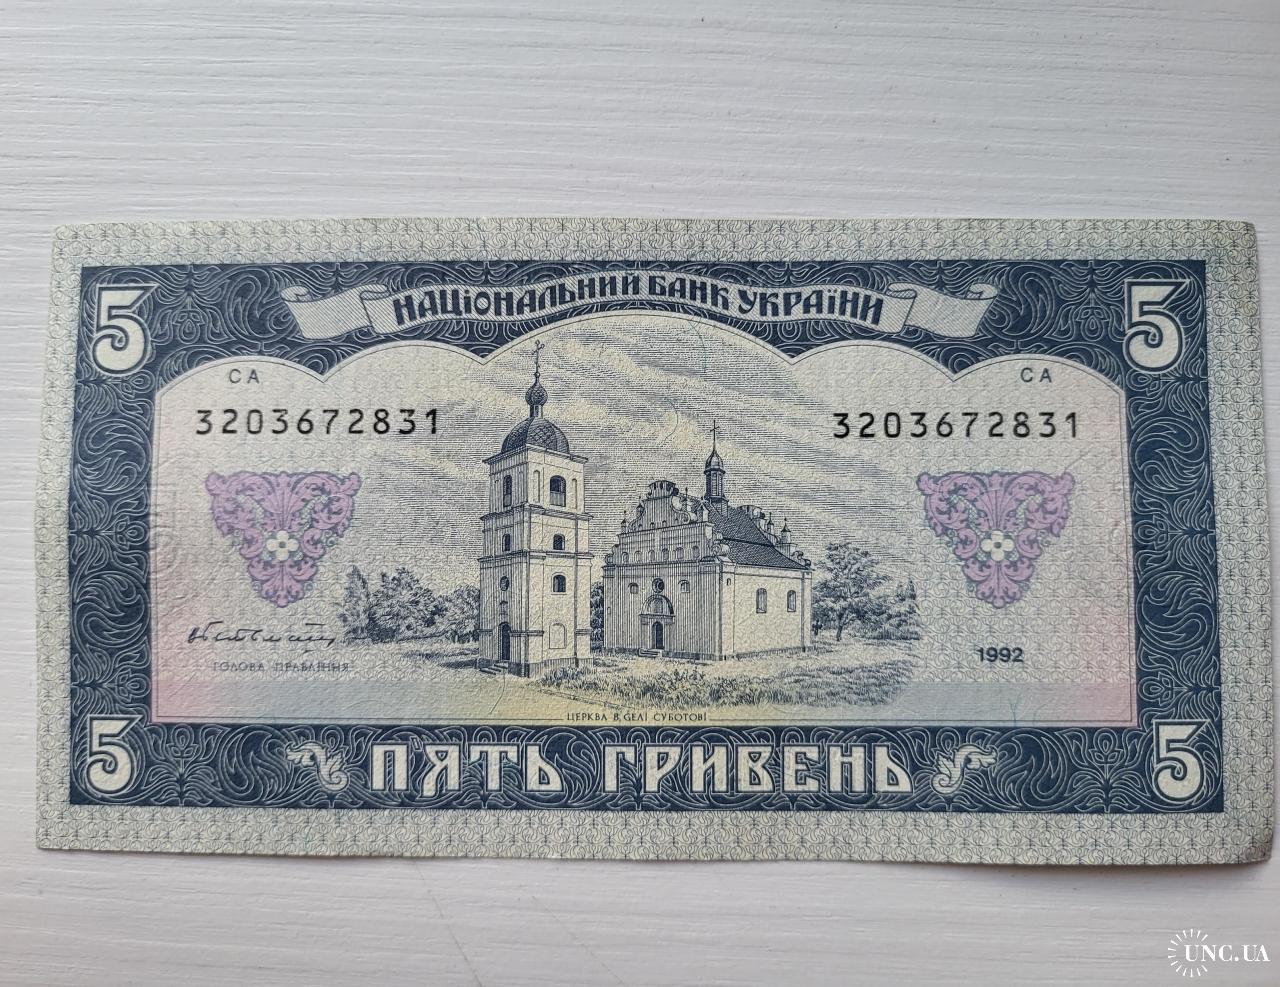 НАЦІОНАЛЬНИЙ БАНК УКРАЇНИ
5 5
СА СА
3203672831 3203672831
ГОЛОВА ПРАВЛІННЯ
1992
ЦЕРКВА В СЕЛІ СУБОТОВІ
5 П'ЯТЬ ГРИВЕНЬ 5
UNC.UA